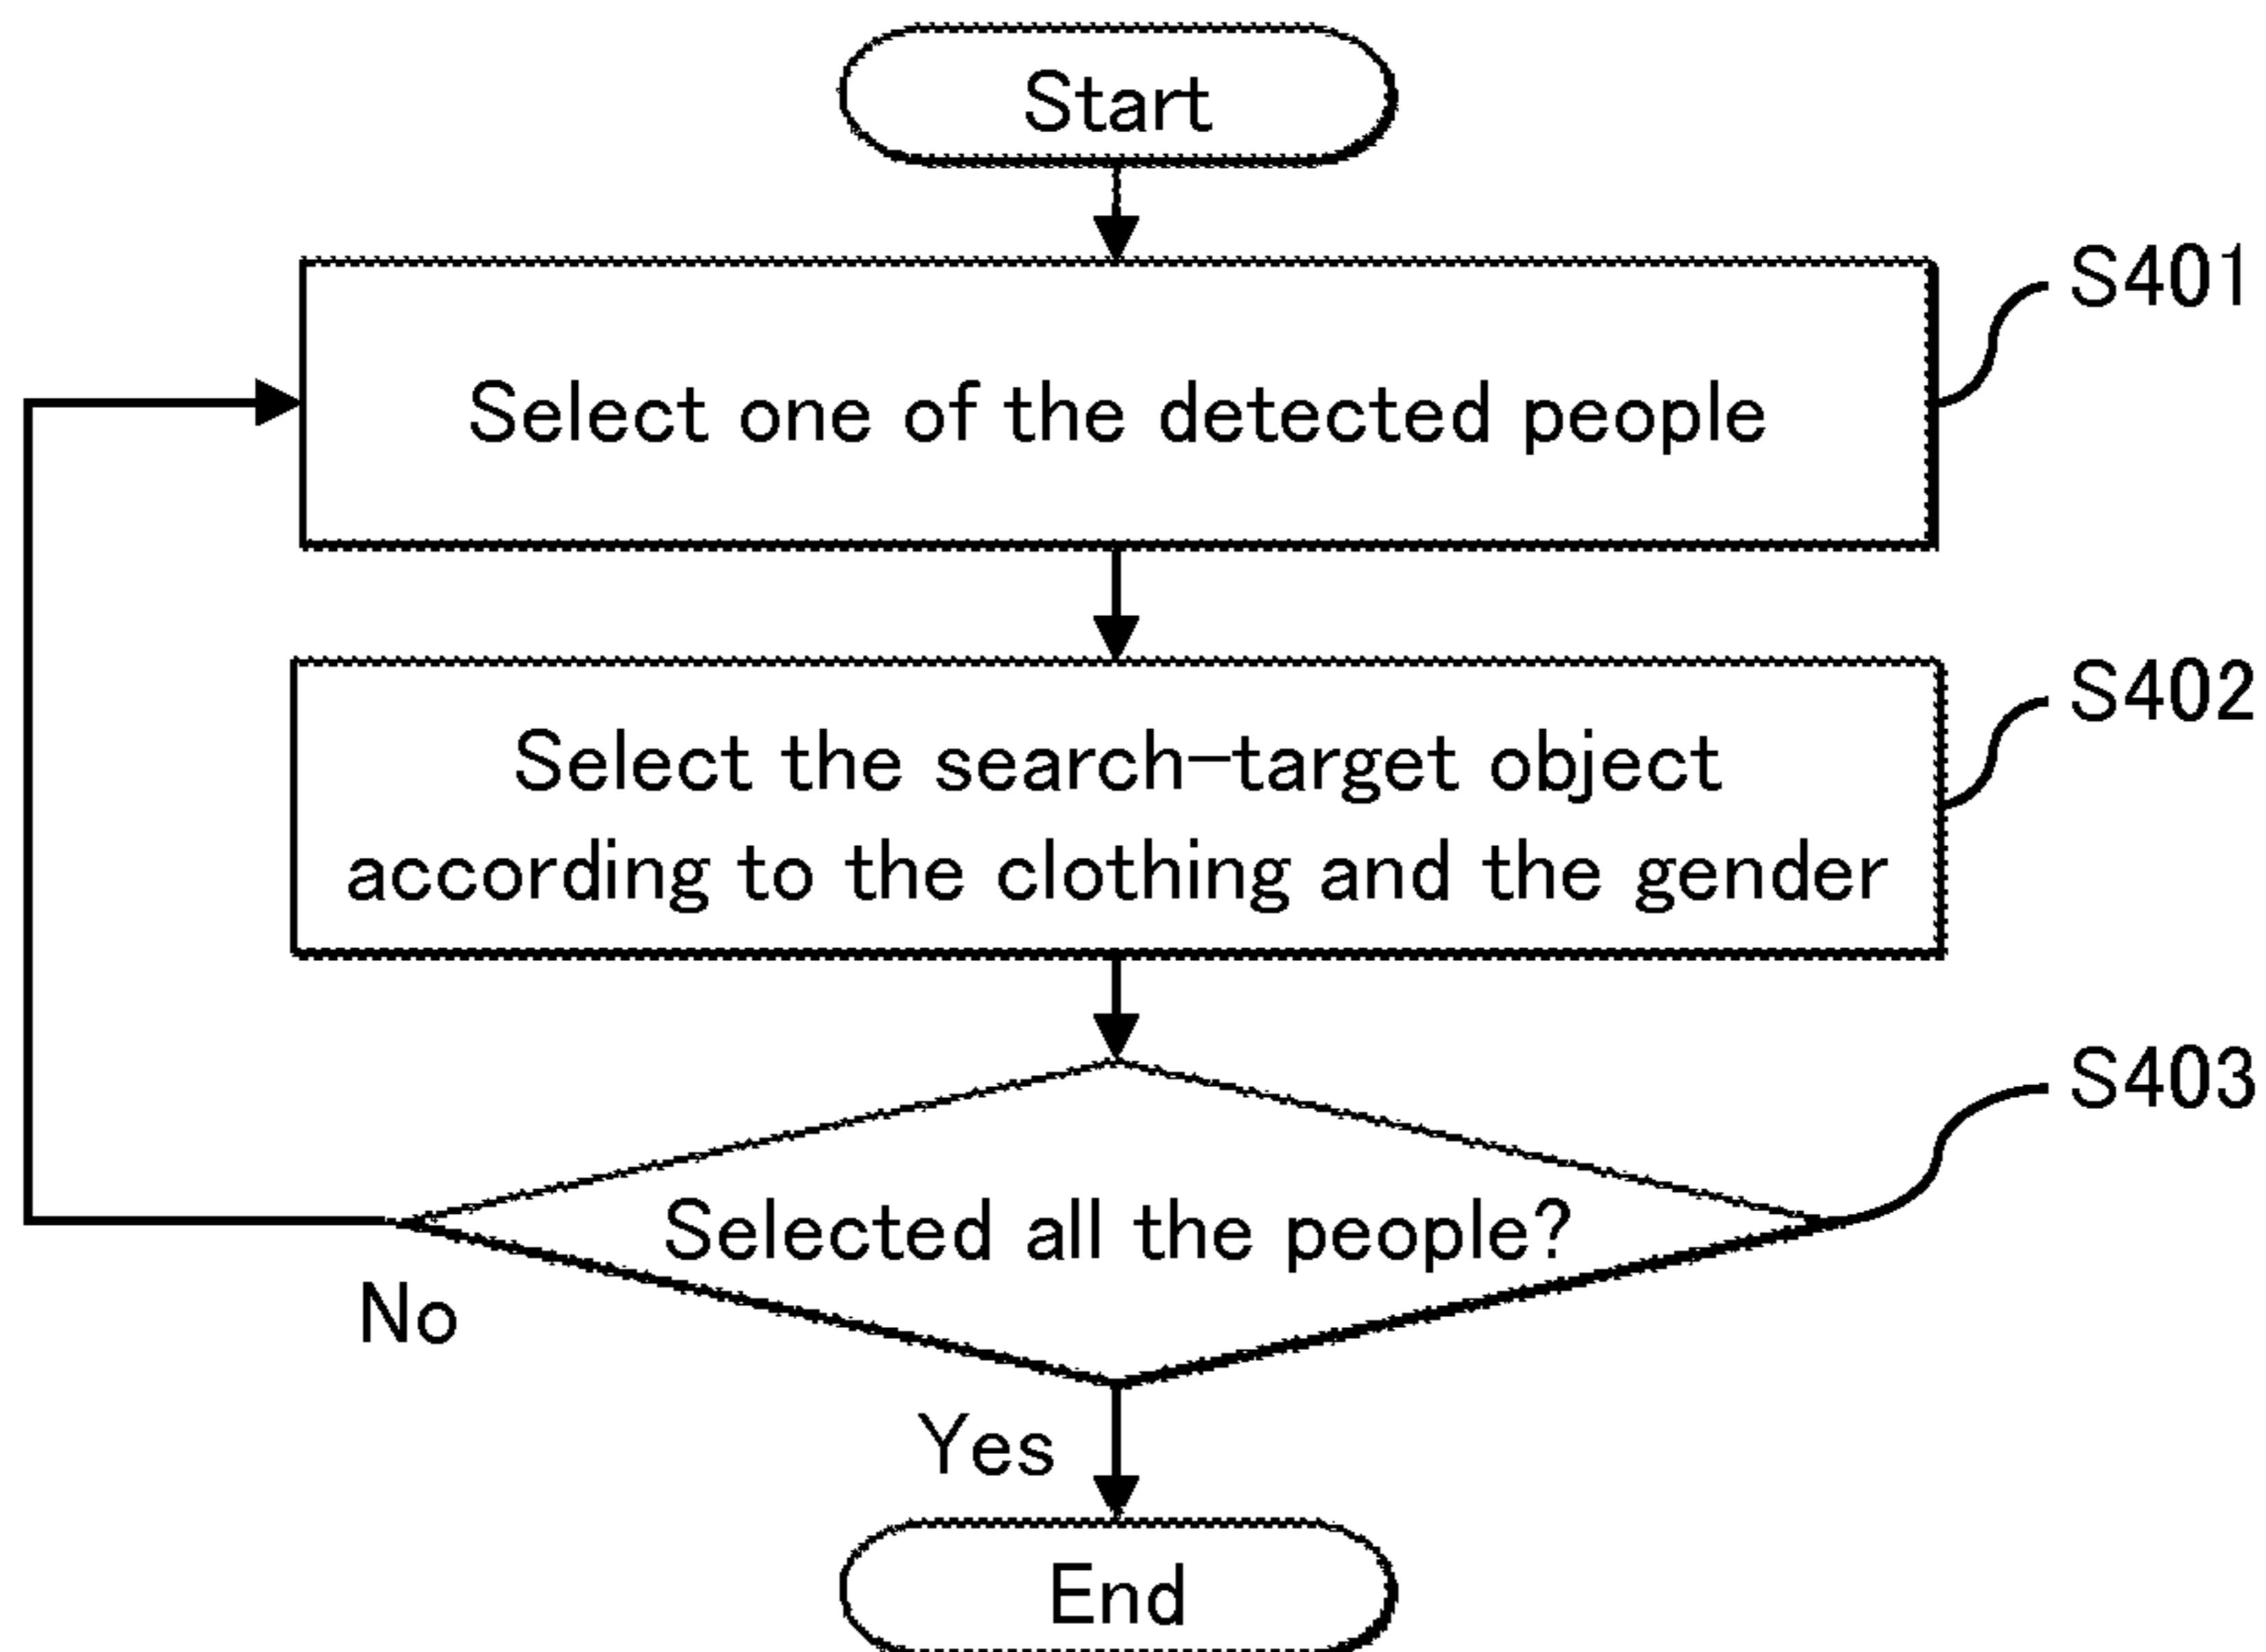 Start
S401
Select one of the detected people
S402
Select the search-target object
according to the clothing and the gender
S403
Selected all the people?
No
Yes
End